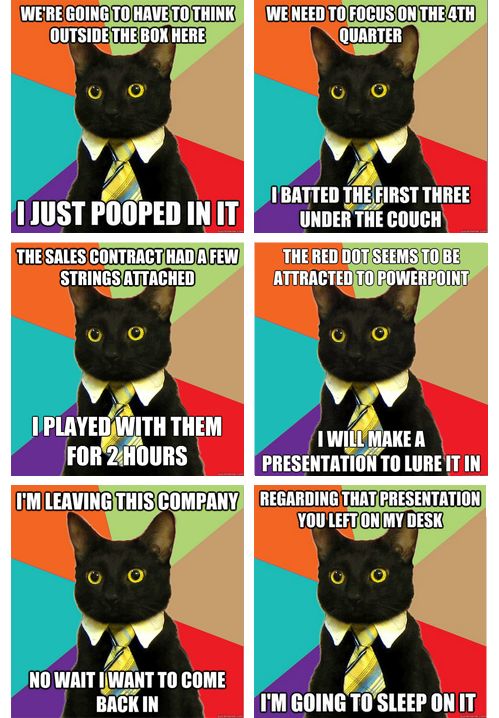 WE'RE GOING TO HAVE TO THINK
OUTSIDE THE BOX HERE
I JUST POOPED IN IT
WE NEED TO FOCUS ON THE 4TH
QUARTER
I BATTED THE FIRST THREE
UNDER THE COUCH
THE SALES CONTRACT HAD A FEW
STRINGS ATTACHED
I PLAYED WITH THEM
FOR 2 HOURS
THE RED DOT SEEMS TO BE
ATTRACTED TO POWERPOINT
I WILL MAKE A
PRESENTATION TO LURE IT IN
I'M LEAVING THIS COMPANY
NO WAIT I WANT TO COME
BACK IN
REGARDING THAT PRESENTATION
YOU LEFT ON MY DESK
I'M GOING TO SLEEP ON IT